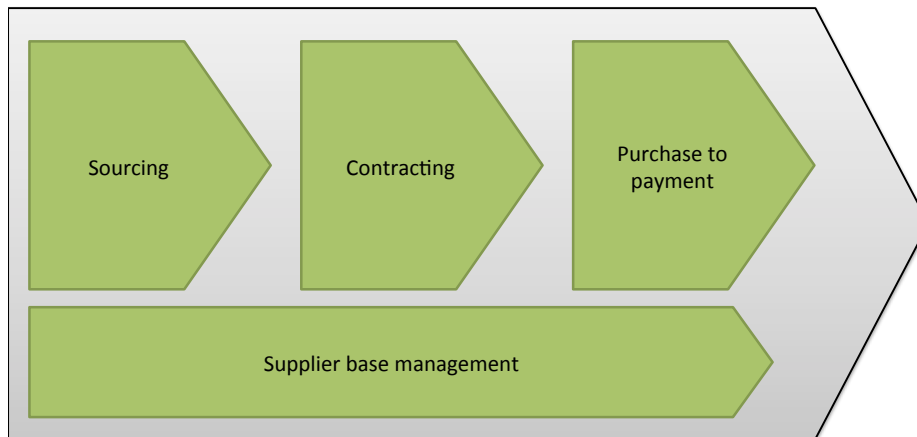 Sourcing
Contracting
Purchase to
payment
Supplier base management